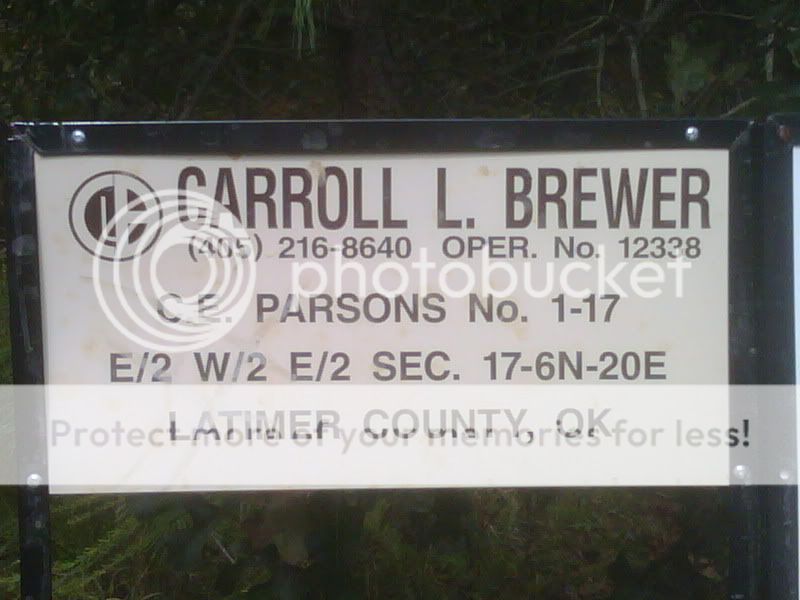 CARROLL L. BREWER
(405) 216-8640 OPER. No. 12338
photobucket
C.E. PARSONS No. 1-17
E/2 W/2 E/2 SEC. 17-6N-20E
LATIMER COUNTY, OK
Protect more of your memories for less!